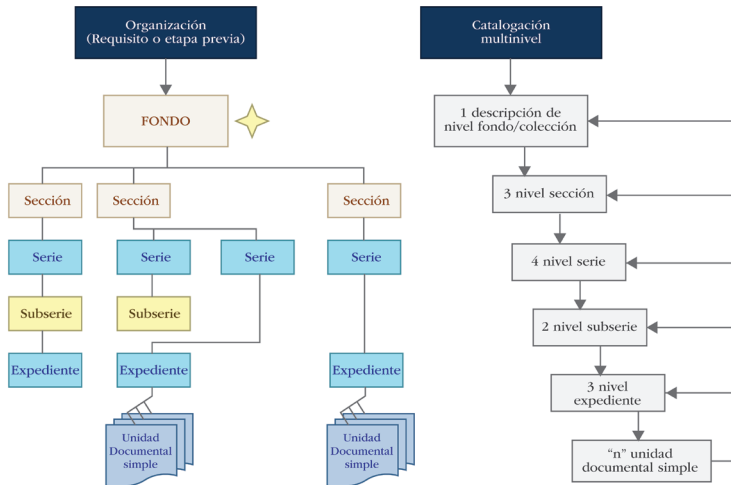 Organización
(Requisito o etapa previa)
FONDO
Sección
Sección
Sección
Serie
Serie
Serie
Serie
Subserie
Subserie
Expediente
Expediente
Expediente
Unidad
Documental
simple
Unidad
Documental
simple
Catalogación
multinivel
1 descripción de
nivel fondo/colección
3 nivel sección
4 nivel serie
2 nivel subserie
3 nivel
expediente
“n” unidad
documental simple